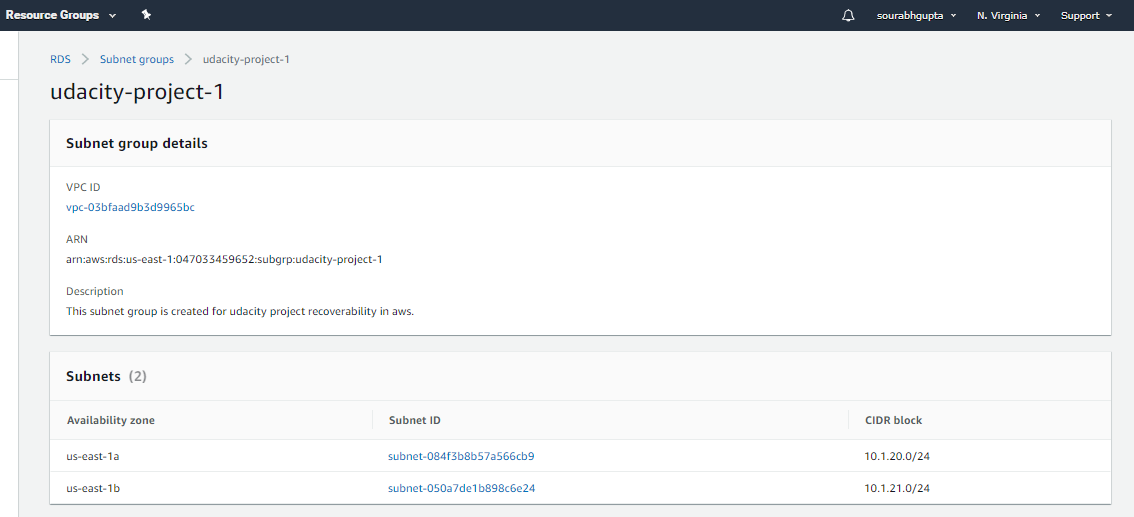 Resource Groups sourabhgupta N. Virginia Support
RDS Subnet groups udacity-project-1
udacity-project-1
Subnet group details
VPC ID
vpc-03bfaad9b3d9965bc
ARN
arn:aws:rds:us-east-1:047033459652:subgrp:udacity-project-1
Description
This subnet group is created for udacity project recoverability in aws.
Subnets (2)
Availability zone Subnet ID CIDR block
us-east-1a subnet-084f3b8b57a566cb9 10.1.20.0/24
us-east-1b subnet-050a7de1b898c6e24 10.1.21.0/24